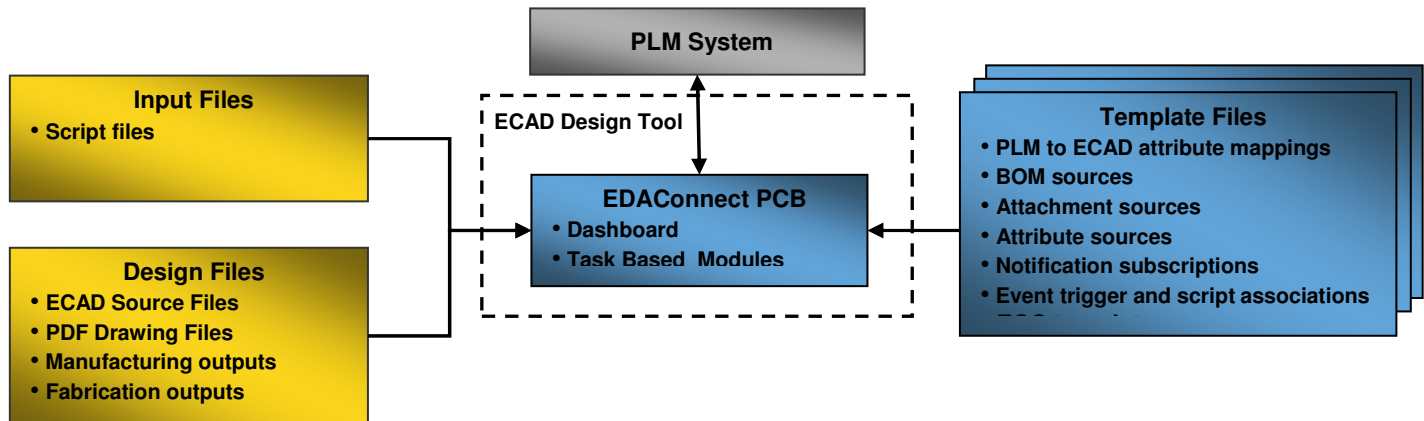 PLM System
Input Files
• Script files
ECAD Design Tool
EDAConnect PCB
• Dashboard
• Task Based Modules
Template Files
• PLM to ECAD attribute mappings
• BOM sources
• Attachment sources
• Attribute sources
• Notification subscriptions
• Event trigger and script associations
Design Files
• ECAD Source Files
• PDF Drawing Files
• Manufacturing outputs
• Fabrication outputs